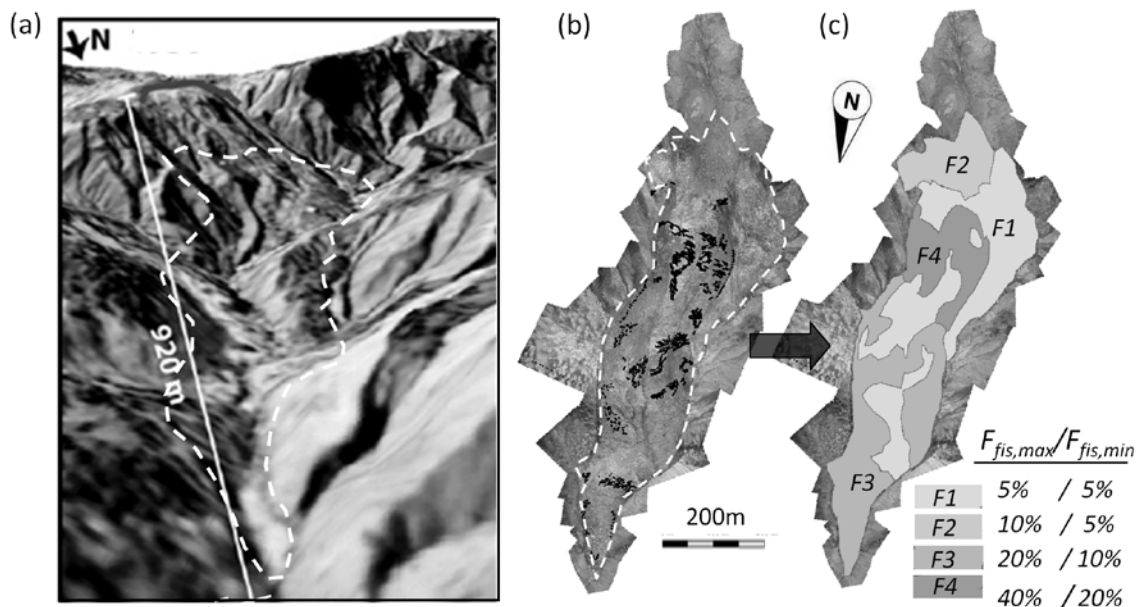 (a)
N
920 m
(b)
200m
(c)
N
F2
F1
F4
F3
F_fis,max/F_fis,min
F1 5% / 5%
F2 10% / 5%
F3 20% / 10%
F4 40% / 20%